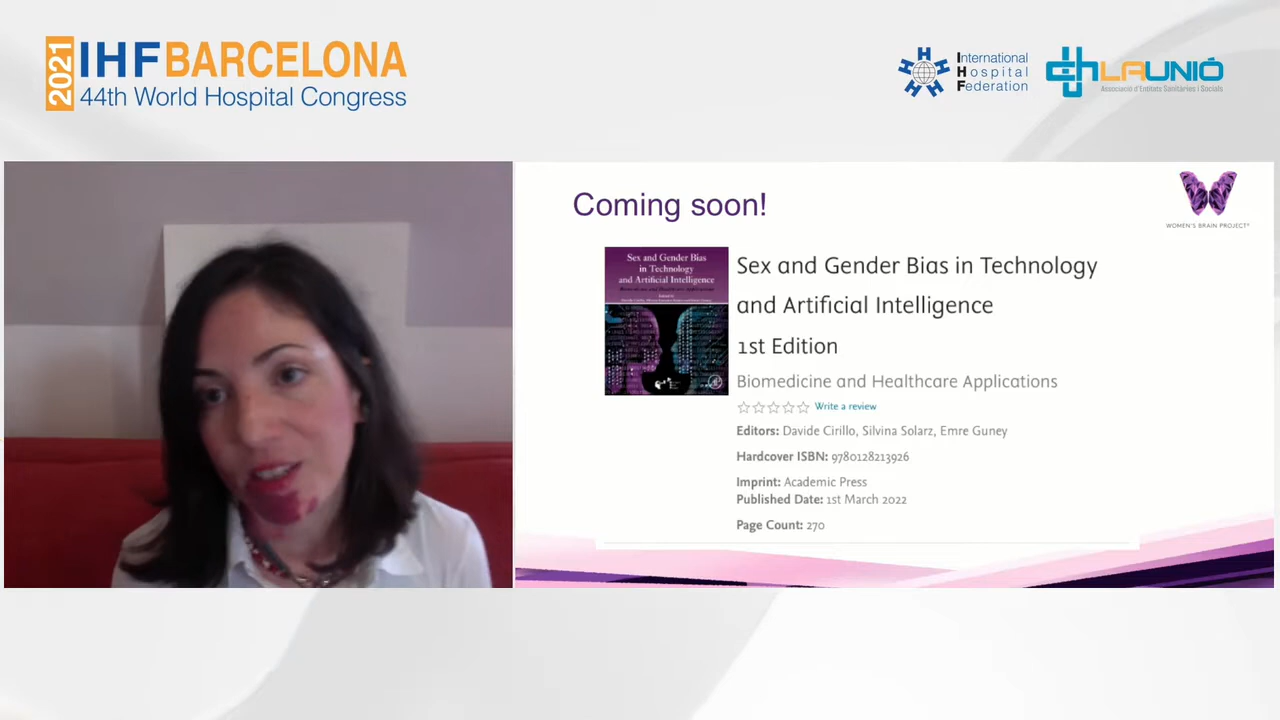 2021
IHF BARCELONA
44th World Hospital Congress
International
Hospital
Federation
LAUNIÓ
Associació d'Entitats Sanitàries i Socials
Coming soon!
WOMEN'S BRAIN PROJECT
Sex and Gender Bias
in Technology
and Artificial Intelligence
Sex and Gender Bias in Technology
and Artificial Intelligence
1st Edition
Biomedicine and Healthcare Applications
Write a review
Editors: Davide Cirillo, Silvina Solarz, Emre Guney
Hardcover ISBN: 9780128213926
Imprint: Academic Press
Published Date: 1st March 2022
Page Count: 270